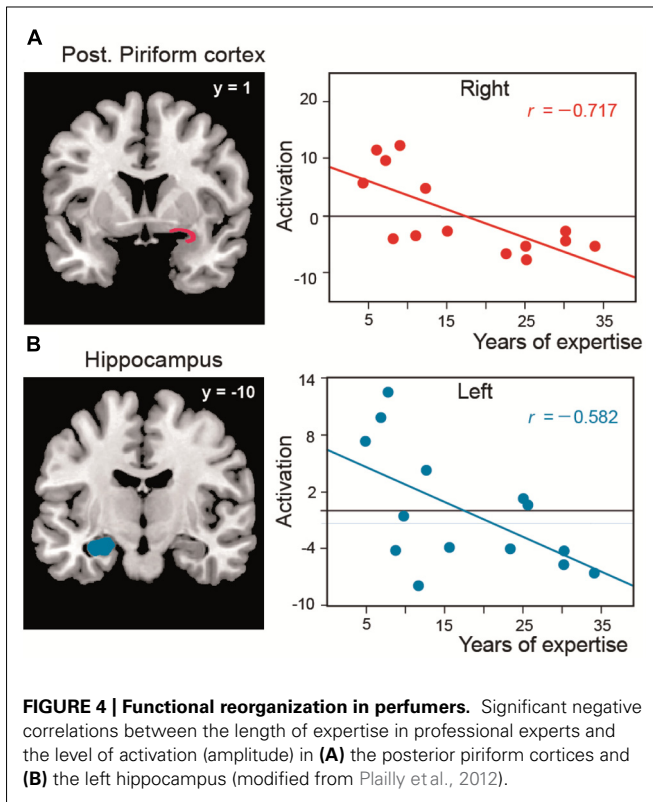 A
Post. Piriform cortex
y = 1
Right
r = −0.717
Activation
20
10
0
-10
5
15
25
35
Years of expertise
B
Hippocampus
y = -10
Left
r = −0.582
Activation
14
8
2
-4
-10
5
15
25
35
Years of expertise
FIGURE 4 | Functional reorganization in perfumers. Significant negative
correlations between the length of expertise in professional experts and
the level of activation (amplitude) in (A) the posterior piriform cortices and
(B) the left hippocampus (modified from Plailly et al., 2012).